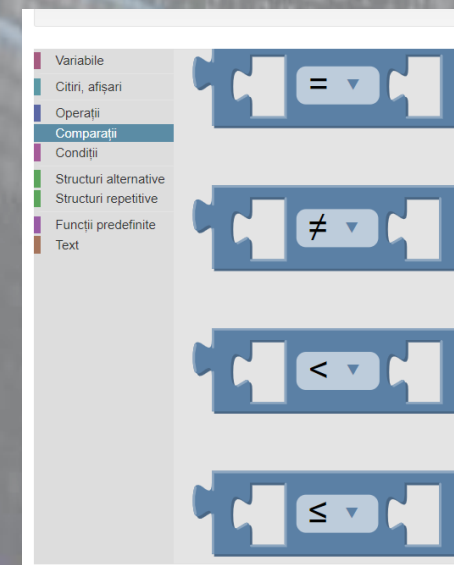 Variabile
Citiri, afișari
Operații
Comparații
Condiții
Structuri alternative
Structuri repetitive
Funcții predefinite
Text
= ▼
≠ ▼
< ▼
≤ ▼